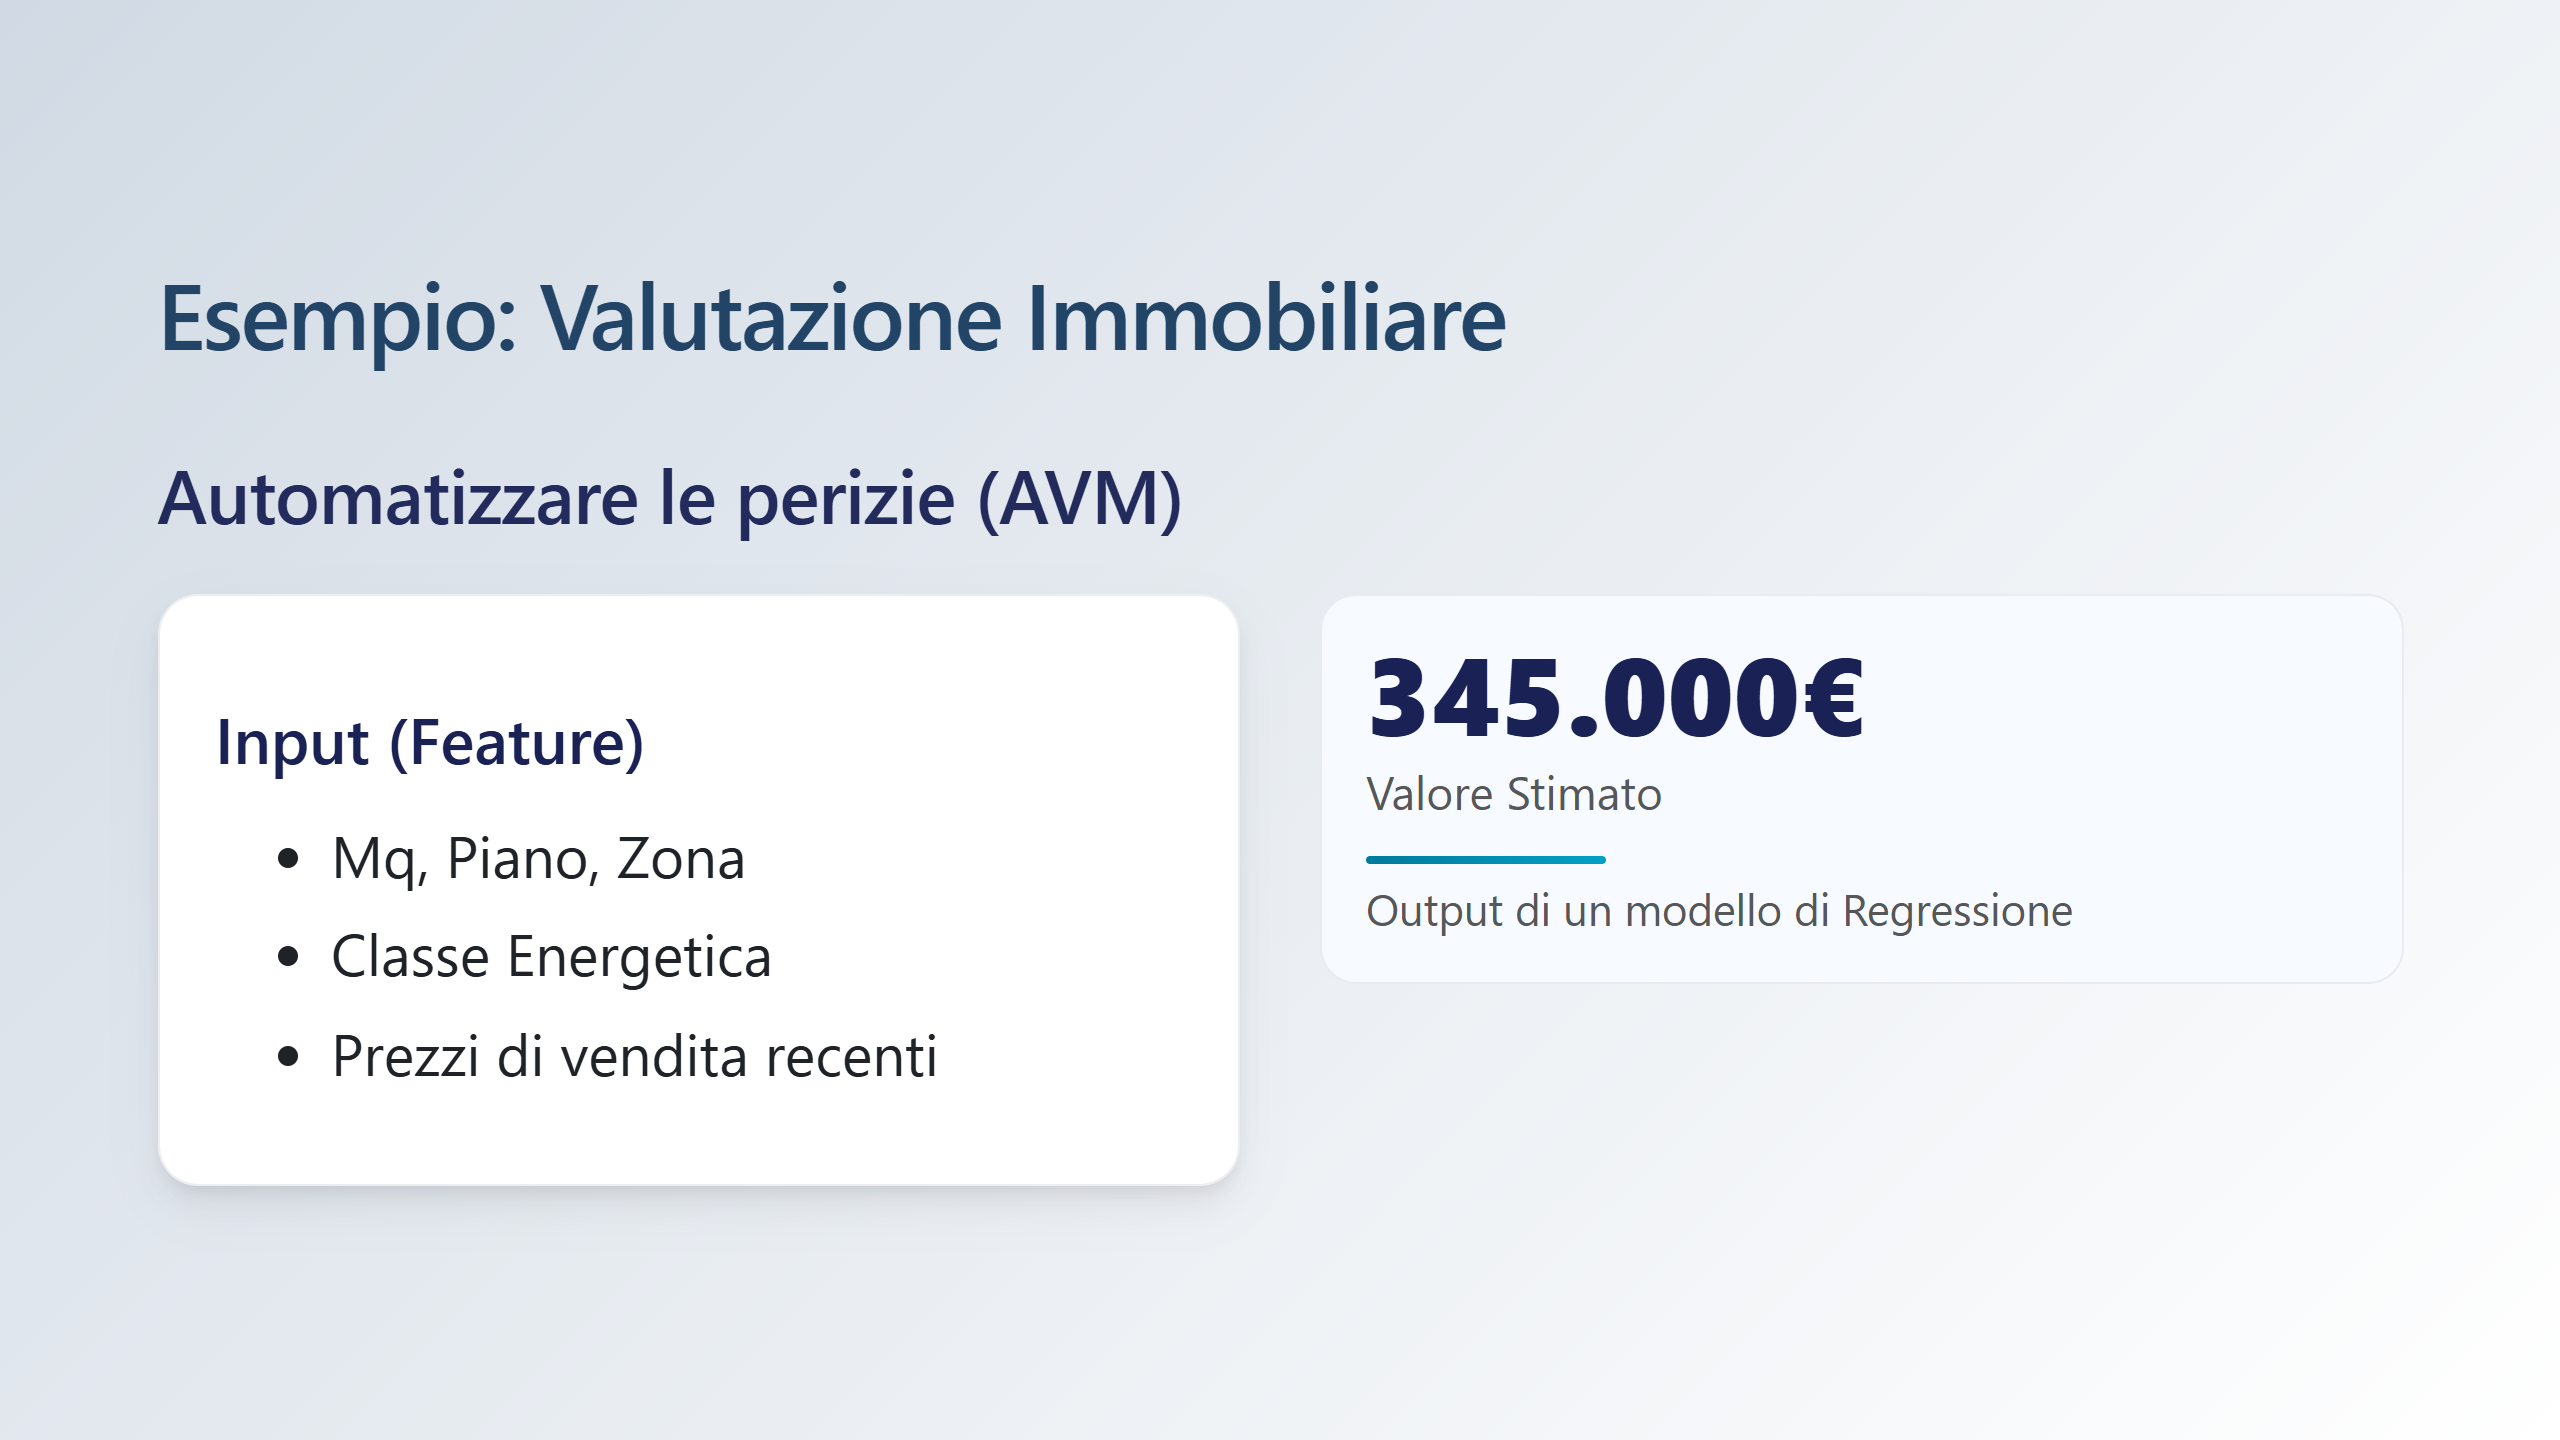 Esempio: Valutazione Immobiliare
Automatizzare le perizie (AVM)
Input (Feature)
• Mq, Piano, Zona
• Classe Energetica
• Prezzi di vendita recenti
345.000€
Valore Stimato
Output di un modello di Regressione